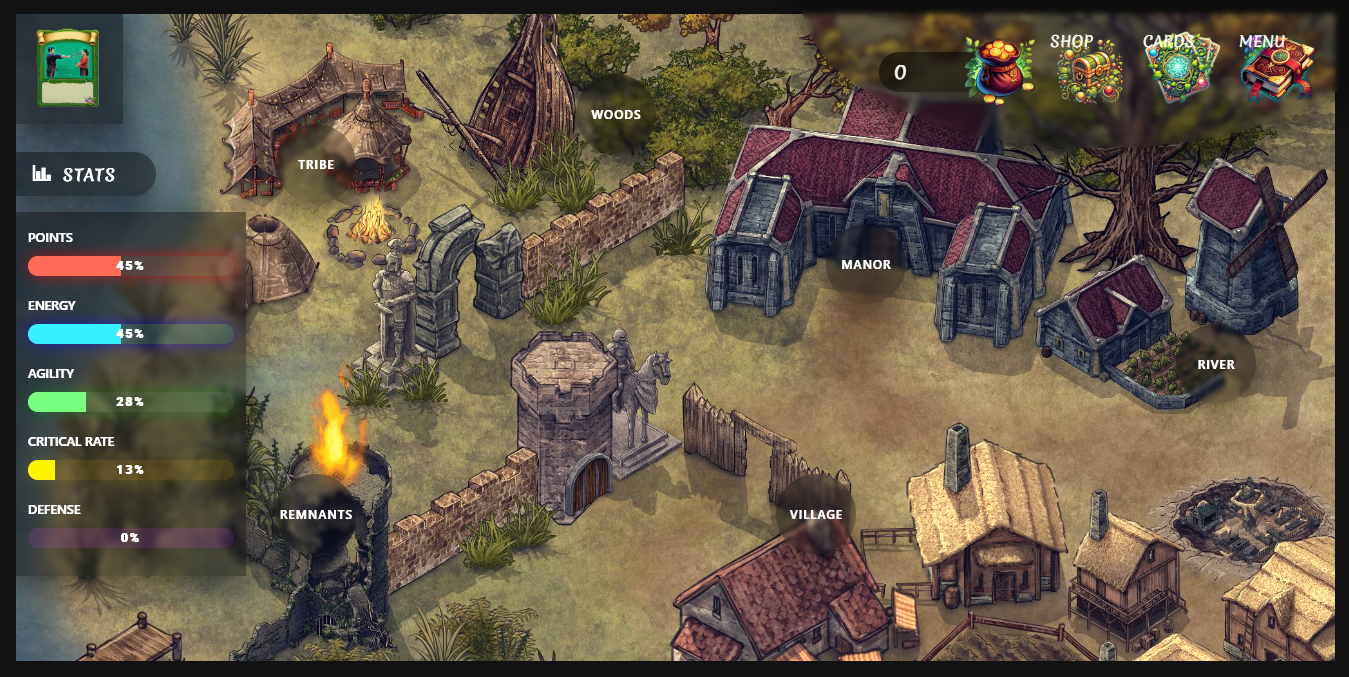 0
SHOP
CARDS
MENU
WOODS
TRIBE
STATS
POINTS
45%
ENERGY
45%
AGILITY
28%
CRITICAL RATE
13%
DEFENSE
0%
MANOR
RIVER
REMNANTS
VILLAGE